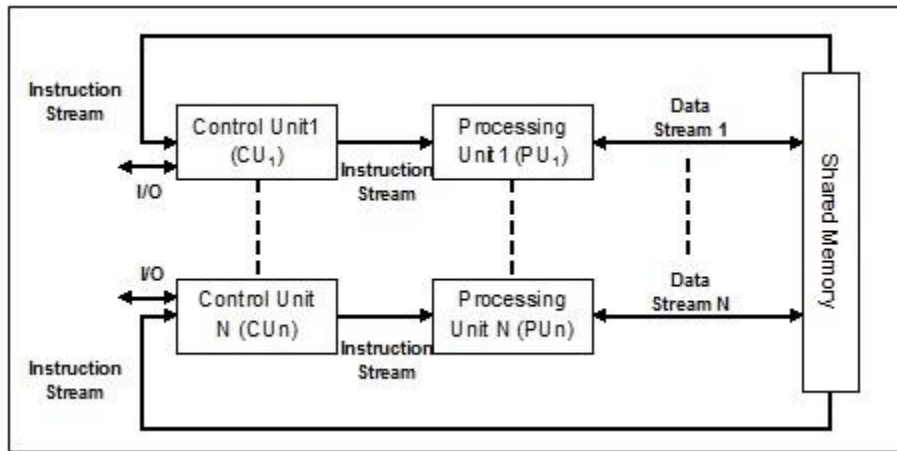 Instruction
Stream
Control Unit1
(CU1)
I/O
Instruction
Stream
Processing
Unit 1 (PU1)
Data
Stream 1
Shared Memory
I/O
Control Unit
N (CUn)
Instruction
Stream
Instruction
Stream
Processing
Unit N (PUn)
Data
Stream N